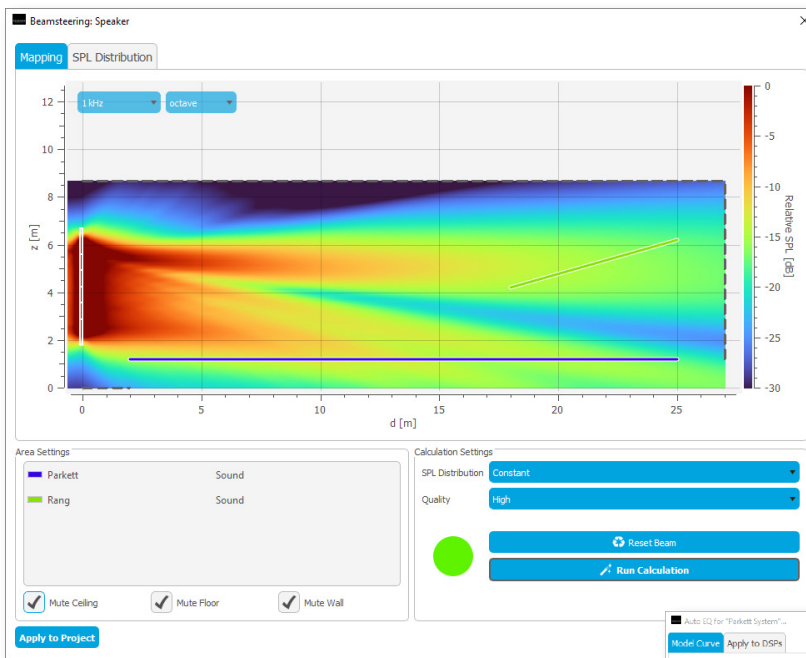 Beamsteering: Speaker
Mapping SPL Distribution
1 kHz octave
12
10
8
6
4
2
0
z [m]
0 5 10 15 20 25
d [m]
0
-5
-10
-15
-20
-25
-30
Relative SPL [dB]
Area Settings
Parkett Sound
Rang Sound
Mute Ceiling Mute Floor Mute Wall
Apply to Project
Calculation Settings
SPL Distribution Constant
Quality High
Reset Beam
Run Calculation
Auto EQ for "Parkett System"...
Model Curve Apply to DSPs